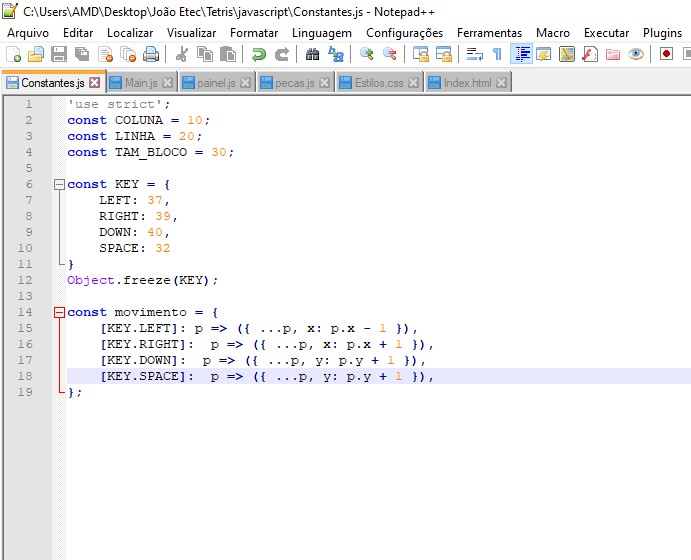 C:\Users\AMD\Desktop\João Etec\Tetris\javascript\Constantes.js - Notepad++
Arquivo Editar Localizar Visualizar Formatar Linguagem Configurações Ferramentas Macro Executar Plugins
Constantes.js Main.js painel.js pecas.js Estilos.css Index.html
1 'use strict';
2 const COLUNA = 10;
3 const LINHA = 20;
4 const TAM_BLOCO = 30;
5
6 const KEY = {
7 LEFT: 37,
8 RIGHT: 39,
9 DOWN: 40,
10 SPACE: 32
11 }
12 Object.freeze(KEY);
13
14 const movimento = {
15 [KEY.LEFT]: p => ({ ...p, x: p.x - 1 }),
16 [KEY.RIGHT]:  p => ({ ...p, x: p.x + 1 }),
17 [KEY.DOWN]:  p => ({ ...p, y: p.y + 1 }),
18 [KEY.SPACE]:  p => ({ ...p, y: p.y + 1 }),
19 };